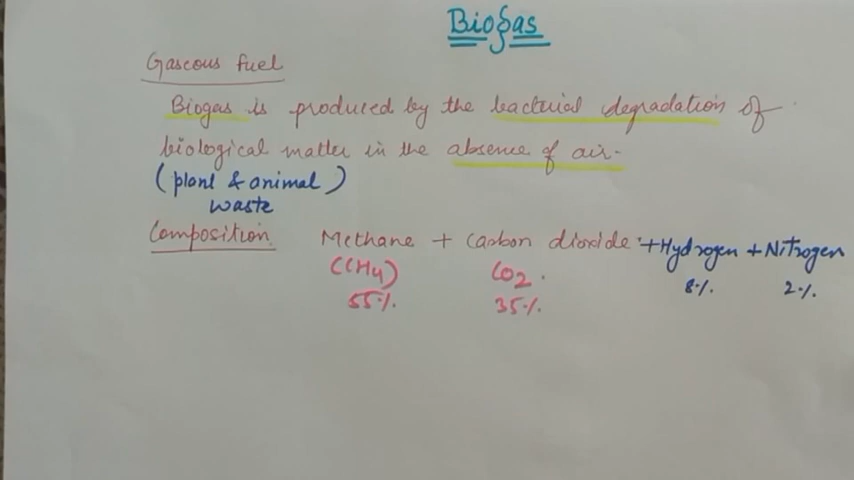 Biogas
Gaseous fuel
Biogas is produced by the bacterial degradation of
biological matter in the absence of air.
(plant & animal)
waste
Composition Methane + Carbon dioxide + Hydrogen + Nitrogen
(CH4) CO2 .
55% 35% 8% 2%